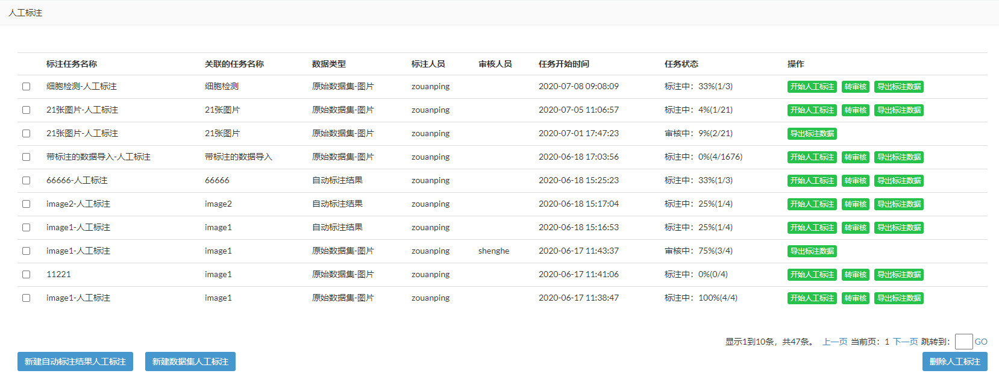 人工标注
标注任务名称 关联的任务名称 数据类型 标注人员 审核人员 任务开始时间 任务状态 操作
细胞检测-人工标注 细胞检测 原始数据集-图片 zouanping 2020-07-08 09:08:09 标注中：33%(1/3) 开始人工标注 转审核 导出标注数据
21张图片-人工标注 21张图片 原始数据集-图片 zouanping 2020-07-05 11:06:57 标注中：4%(1/21) 开始人工标注 转审核 导出标注数据
21张图片-人工标注 21张图片 原始数据集-图片 zouanping 2020-07-01 17:47:23 审核中：9%(2/21) 导出标注数据
带标注的数据导入-人工标注 带标注的数据导入 原始数据集-图片 zouanping 2020-06-18 17:03:56 标注中：0%(4/1676) 开始人工标注 转审核 导出标注数据
66666-人工标注 66666 自动标注结果 zouanping 2020-06-18 15:25:23 标注中：33%(1/3) 开始人工标注 转审核 导出标注数据
image2-人工标注 image2 自动标注结果 zouanping 2020-06-18 15:17:04 标注中：25%(1/4) 开始人工标注 转审核 导出标注数据
image1-人工标注 image1 自动标注结果 zouanping 2020-06-18 15:16:53 标注中：25%(1/4) 开始人工标注 转审核 导出标注数据
image1-人工标注 image1 原始数据集-图片 zouanping shenghe 2020-06-17 11:43:37 审核中：75%(3/4) 导出标注数据
11221 image1 原始数据集-图片 zouanping 2020-06-17 11:41:06 标注中：0%(0/4) 开始人工标注 转审核 导出标注数据
image1-人工标注 image1 原始数据集-图片 zouanping 2020-06-17 11:38:47 标注中：100%(4/4) 开始人工标注 转审核 导出标注数据
显示1到10条，共47条。 上一页 当前页：1 下一页 跳转到： GO
新建自动标注结果人工标注 新建数据集人工标注 删除人工标注